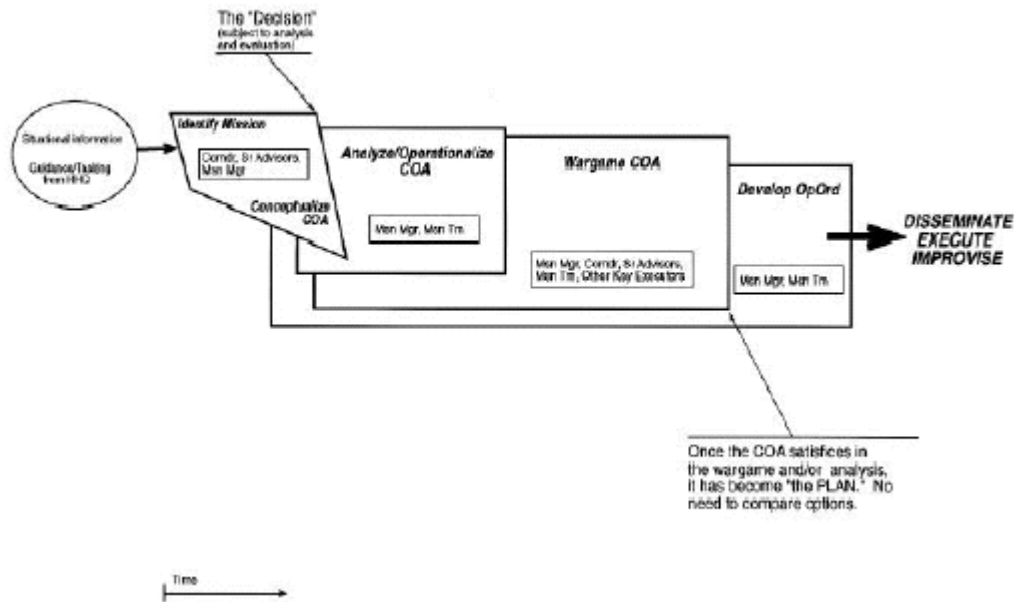 The "Decision"
(subject to analysis
and evaluation)
Situational information
Guidance/Tasking
from HHQ
Identify Mission
Comdr, Sr Advisors,
Msn Mgr
Conceptualize
COA
Analyze/Operationalize
COA
Msn Mgr, Msn Tm
Wargame COA
Msn Mgr, Comdr, Sr Advisors,
Msn Tm, Other Key Executors
Develop OpOrd
Msn Mgr, Msn Tm
DISSEMINATE
EXECUTE
IMPROVISE
Once the COA satisfices in
the wargame and/or analysis,
it has become "the PLAN." No
need to compare options.
Time